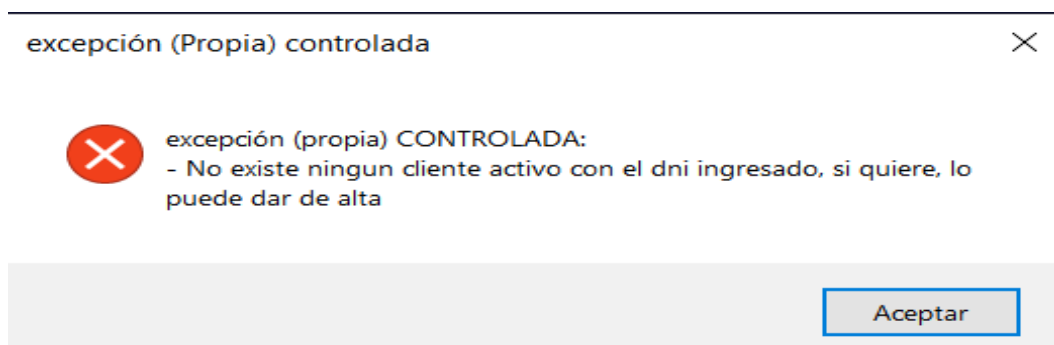 excepción (Propia) controlada
excepción (propia) CONTROLADA:
- No existe ningun cliente activo con el dni ingresado, si quiere, lo
puede dar de alta
Aceptar